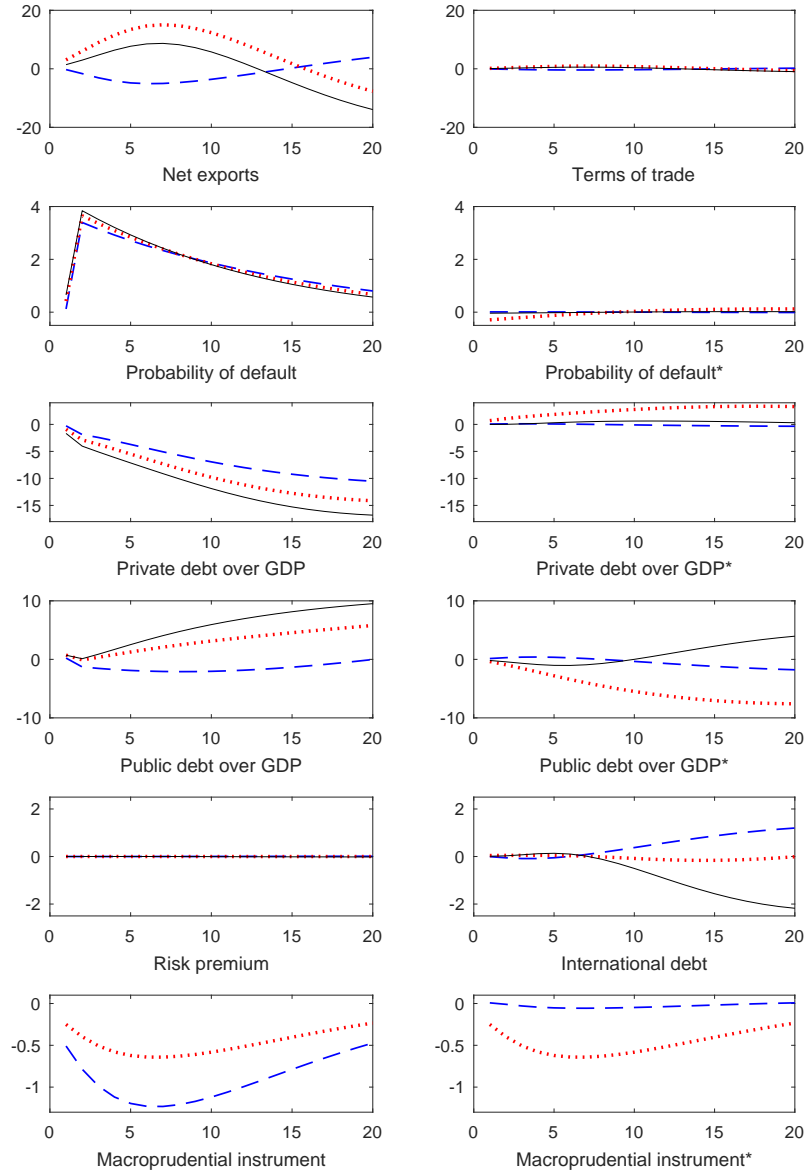 20
0
-20
0 5 10 15 20
Net exports
20
0
-20
0 5 10 15 20
Terms of trade
4
2
0
0 5 10 15 20
Probability of default
4
2
0
0 5 10 15 20
Probability of default*
0
-5
-10
-15
0 5 10 15 20
Private debt over GDP
0
-5
-10
-15
0 5 10 15 20
Private debt over GDP*
10
0
-10
0 5 10 15 20
Public debt over GDP
10
0
-10
0 5 10 15 20
Public debt over GDP*
2
0
-2
0 5 10 15 20
Risk premium
2
0
-2
0 5 10 15 20
International debt
0
-0.5
-1
0 5 10 15 20
Macroprudential instrument
0
-0.5
-1
0 5 10 15 20
Macroprudential instrument*